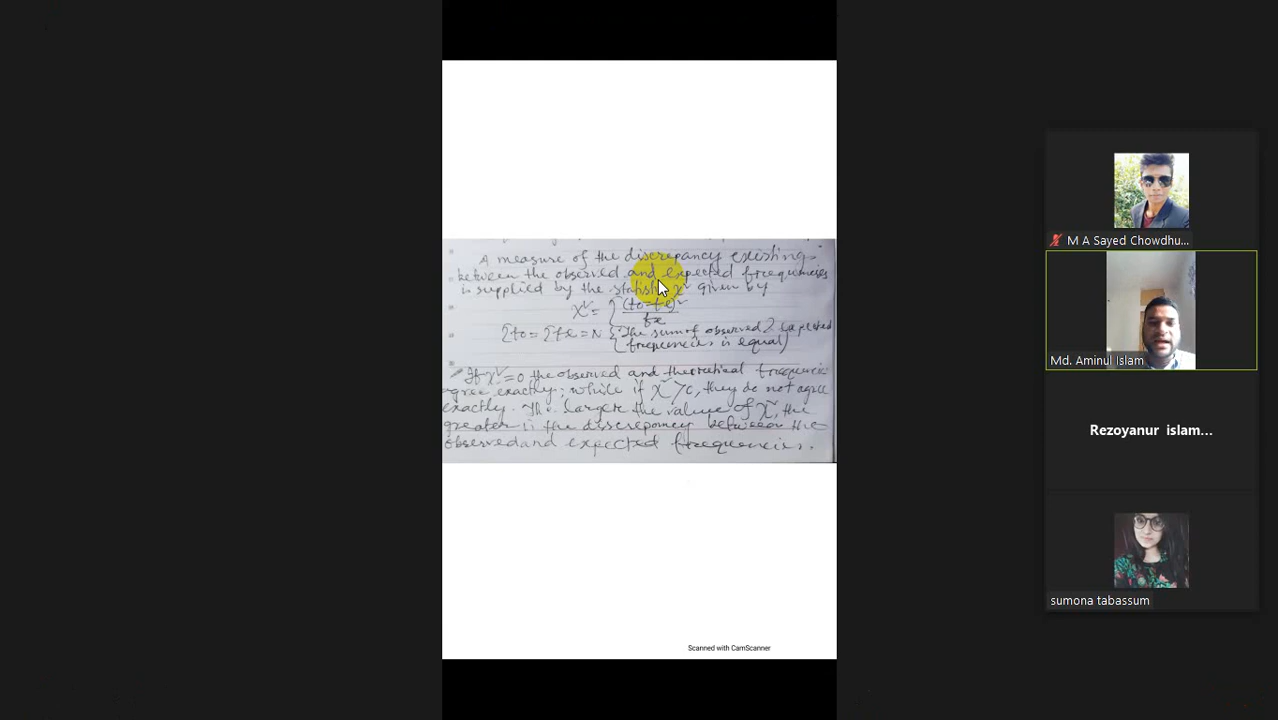 A measure of the discrepancy existing
between the observed and expected frequencies
is supplied by the statistic χ² given by
χ² = ∑ (fo-fe)²
fe
∑fo = ∑fe = N {The sum of observed & expected
{frequencies is equal)
If χ²=0 the observed and theoretical frequencies
agree exactly; while if χ²>0, they do not agree
exactly. The larger the value of χ², the
greater is the discrepancy between the
observed and expected frequencies.
Scanned with CamScanner
M A Sayed Chowdhu...
Md. Aminul Islam
Rezoyanur islam...
sumona tabassum